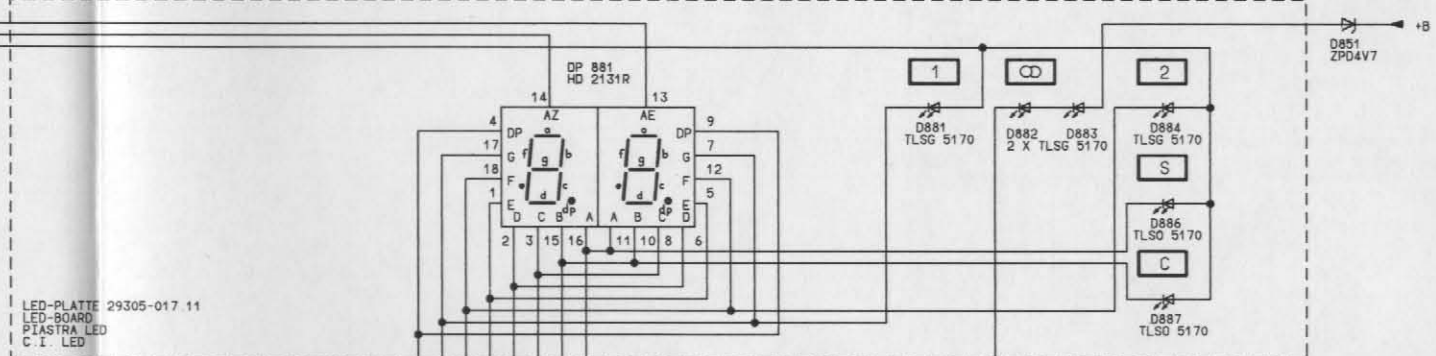 +B
D851
ZPD4V7
DP 881
HD 2131R
1
2
14
13
AZ
AE
4
DP
DP
9
17
G
G
7
18
F
F
12
1
E
E
5
a
f
b
g
e
c
d
dp
a
f
b
g
e
c
d
dp
D
C
B
A
A
B
C
D
2
3
15
16
11
10
8
6
D881
TLSG 5170
D882
D883
2 X TLSG 5170
D884
TLSG 5170
S
D886
TLSO 5170
C
D887
TLSO 5170
LED-PLATTE 29305-017.11
LED-BOARD
PIASTRA LED
C.I. LED